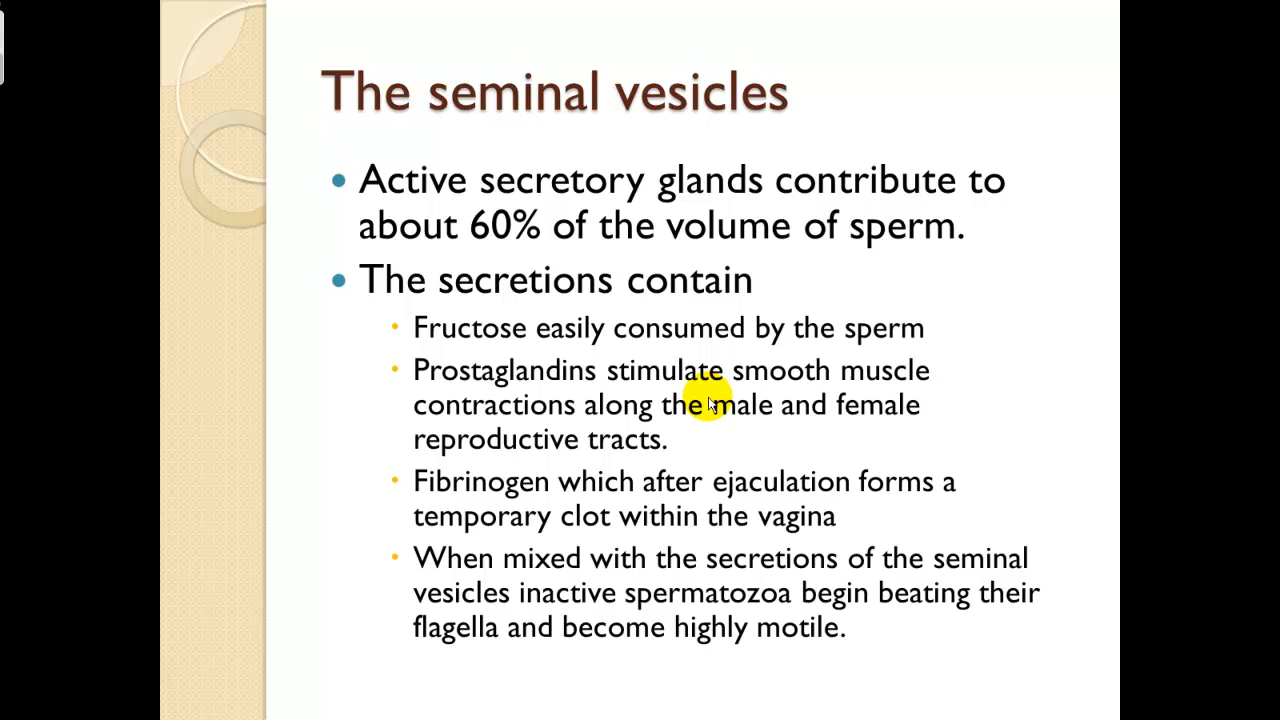 The seminal vesicles
• Active secretory glands contribute to
about 60% of the volume of sperm.
• The secretions contain
• Fructose easily consumed by the sperm
• Prostaglandins stimulate smooth muscle
contractions along the male and female
reproductive tracts.
• Fibrinogen which after ejaculation forms a
temporary clot within the vagina
• When mixed with the secretions of the seminal
vesicles inactive spermatozoa begin beating their
flagella and become highly motile.